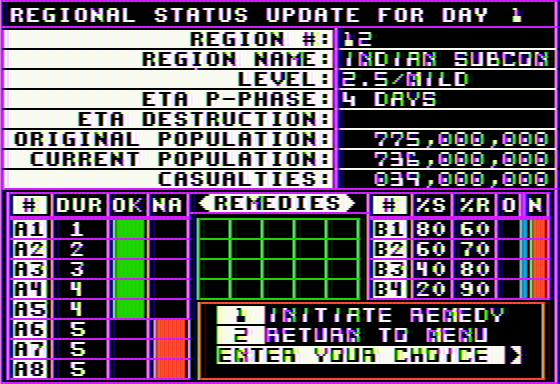 REGIONAL STATUS UPDATE FOR DAY 1
REGION #: 12
REGION NAME: INDIAN SUBCON
LEVEL: 2.5/MILD
ETA P-PHASE: 4 DAYS
ETA DESTRUCTION:
ORIGINAL POPULATION: 775,000,000
CURRENT POPULATION: 736,000,000
CASUALTIES: 039,000,000
# DUR OK NA
A1 1
A2 2
A3 3
A4 4
A5 4
A6 5
A7 5
A8 5
REMEDIES
# %S %R O N
B1 80 60
B2 60 70
B3 40 80
B4 20 90
1 INITIATE REMEDY
2 RETURN TO MENU
ENTER YOUR CHOICE >